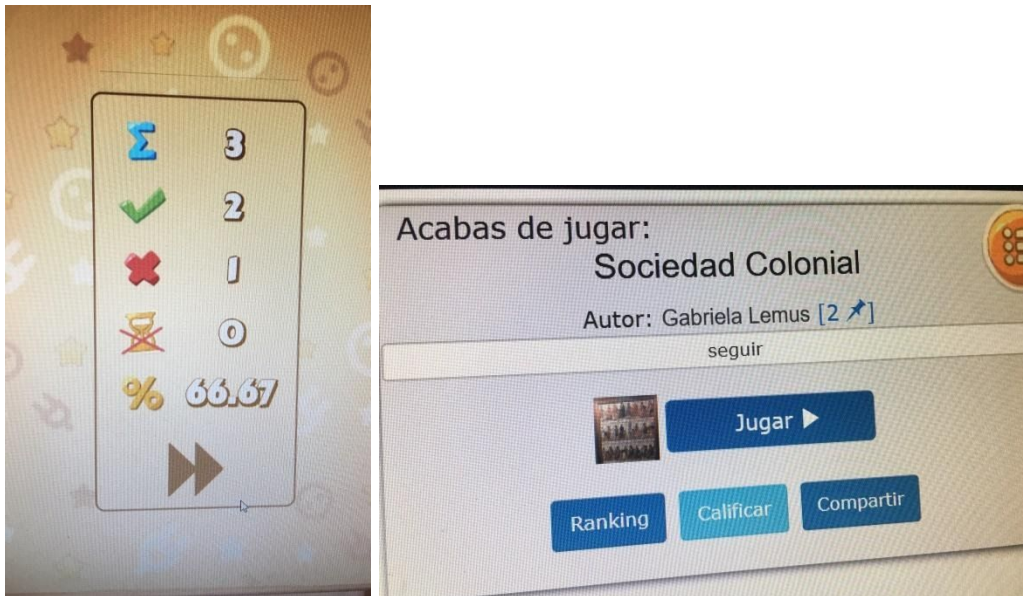 Σ 3
2
1
0
% 66.67
Acabas de jugar:
Sociedad Colonial
Autor: Gabriela Lemus [2 📌]
seguir
Jugar ▶
Ranking
Calificar
Compartir